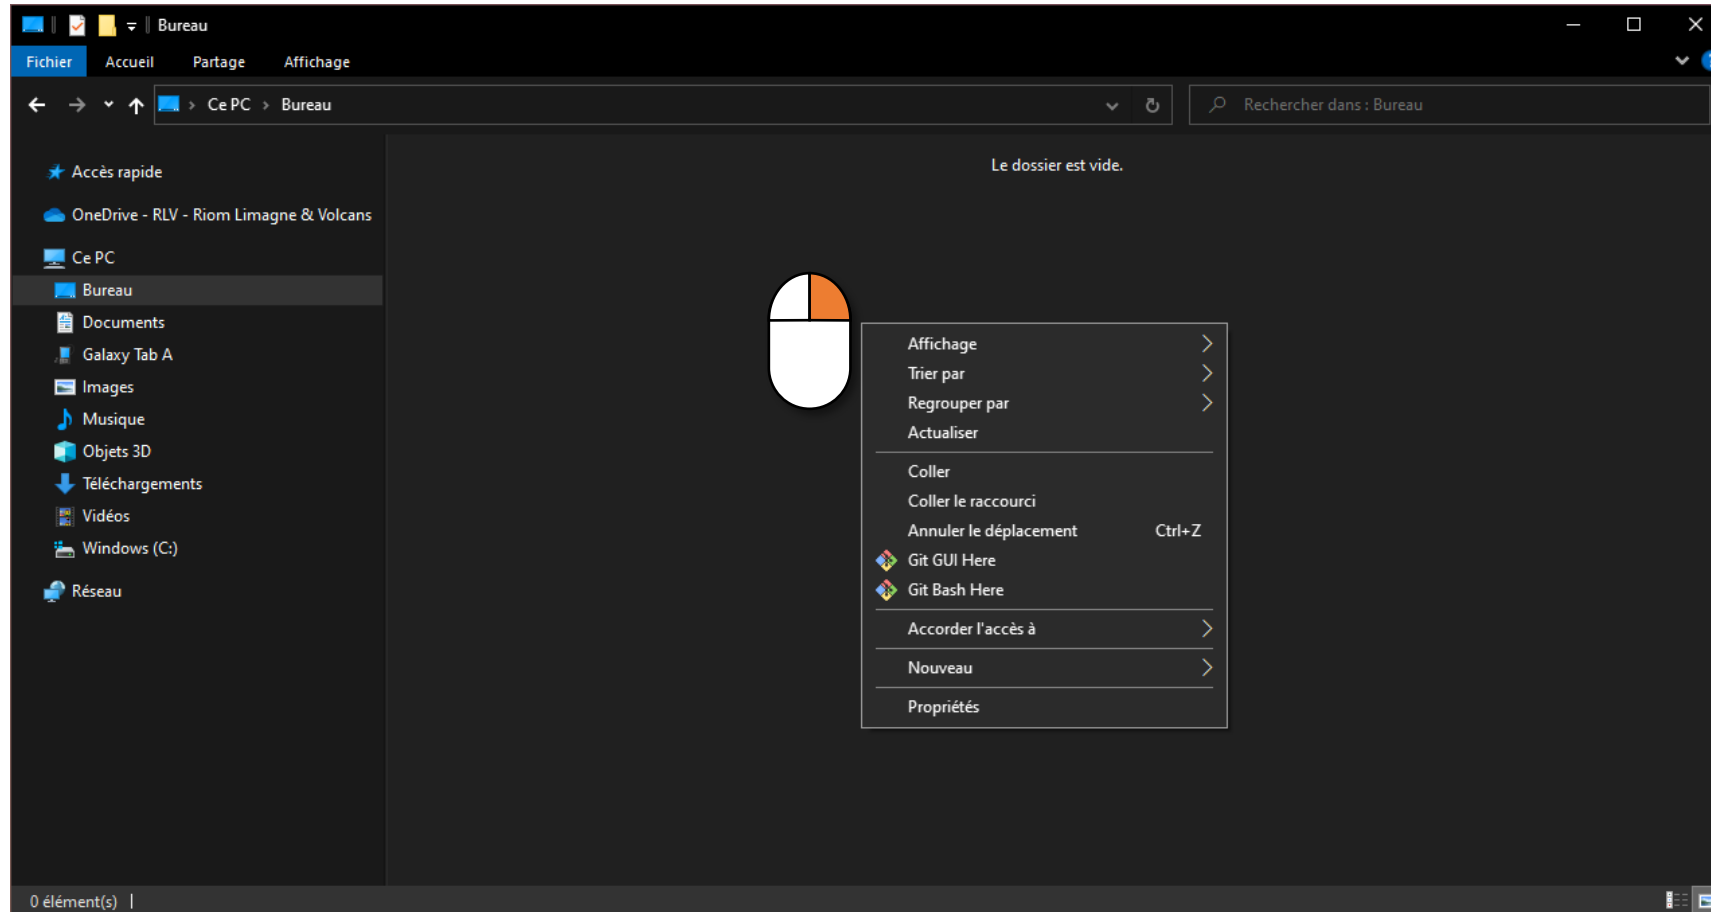 Bureau
Fichier Accueil Partage Affichage
Ce PC > Bureau
Rechercher dans : Bureau
Accès rapide
OneDrive - RLV - Riom Limagne & Volcans
Ce PC
Bureau
Documents
Galaxy Tab A
Images
Musique
Objets 3D
Téléchargements
Vidéos
Windows (C:)
Réseau
Le dossier est vide.
Affichage
Trier par
Regrouper par
Actualiser
Coller
Coller le raccourci
Annuler le déplacement Ctrl+Z
Git GUI Here
Git Bash Here
Accorder l'accès à
Nouveau
Propriétés
0 élément(s)